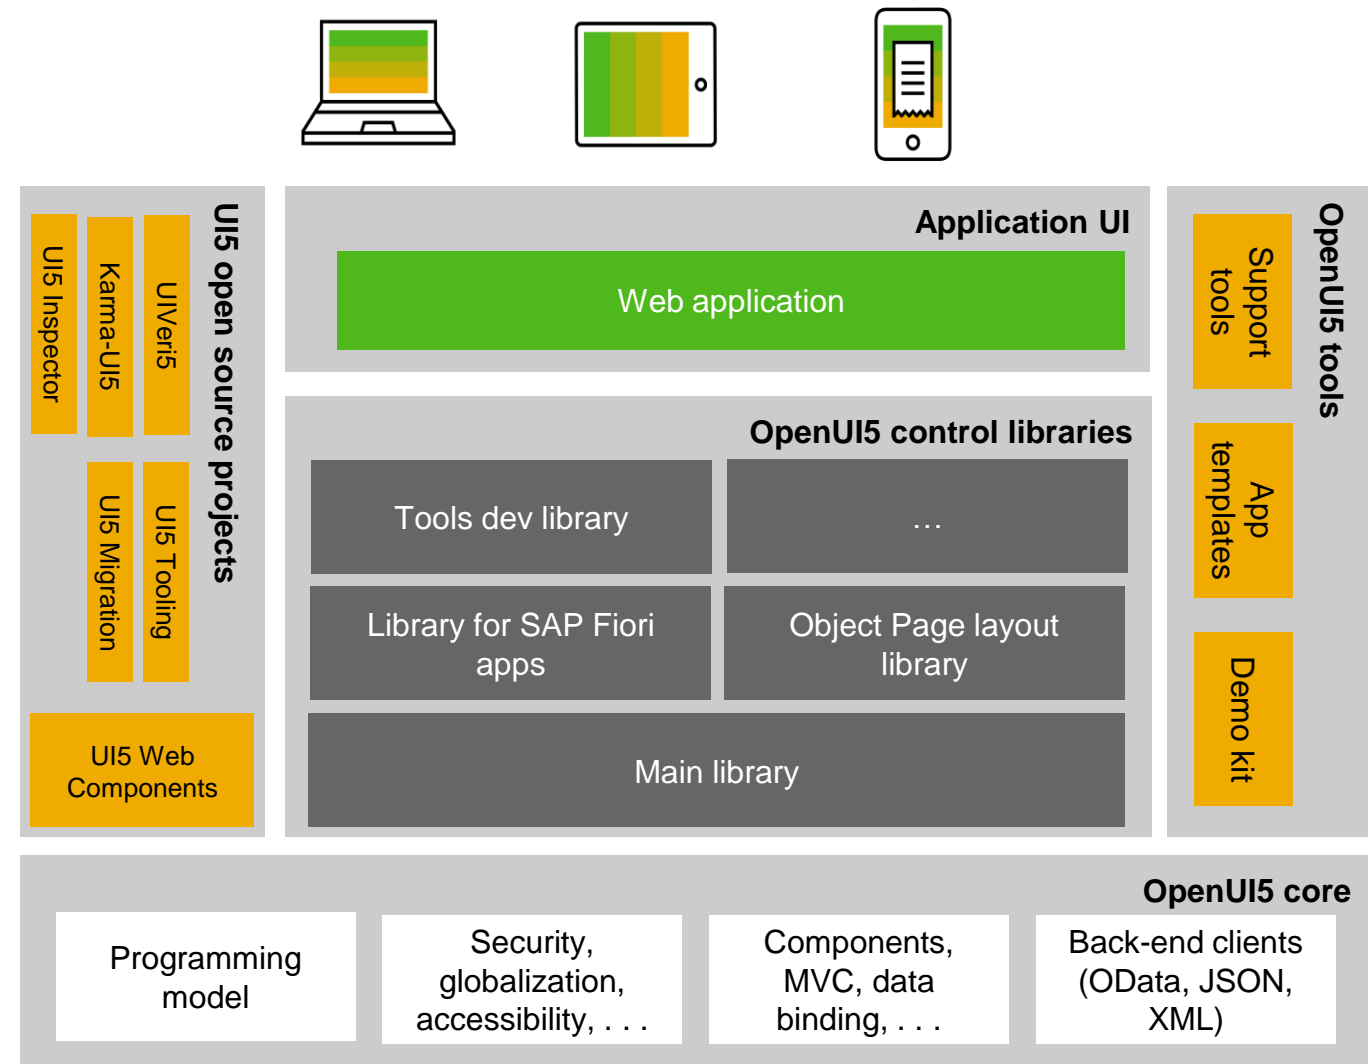 UI5 open source projects
UI5 Inspector
Karma-UI5
UIVeri5
UI5 Migration
UI5 Tooling
UI5 Web
Components
Application UI
Web application
OpenUI5 control libraries
Tools dev library
…
Library for SAP Fiori
apps
Object Page layout
library
Main library
OpenUI5 tools
Support
tools
App
templates
Demo kit
OpenUI5 core
Programming
model
Security,
globalization,
accessibility, . . .
Components,
MVC, data
binding, . . .
Back-end clients
(OData, JSON,
XML)